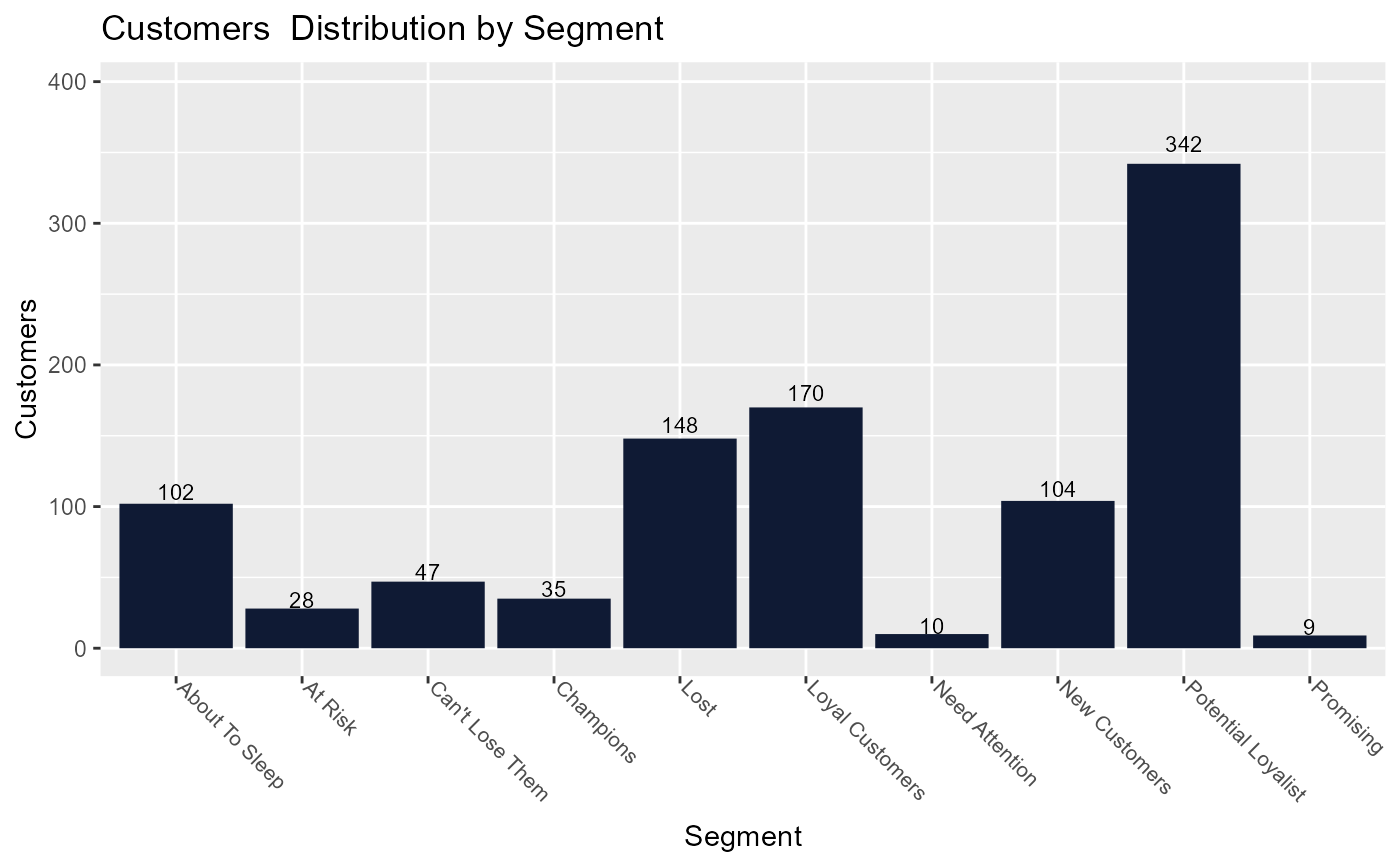 Customers  Distribution by Segment
400
300
200
100
0
Customers
102
28
47
35
148
170
10
104
342
9
About To Sleep
At Risk
Can't Lose Them
Champions
Lost
Loyal Customers
Need Attention
New Customers
Potential Loyalist
Promising
Segment